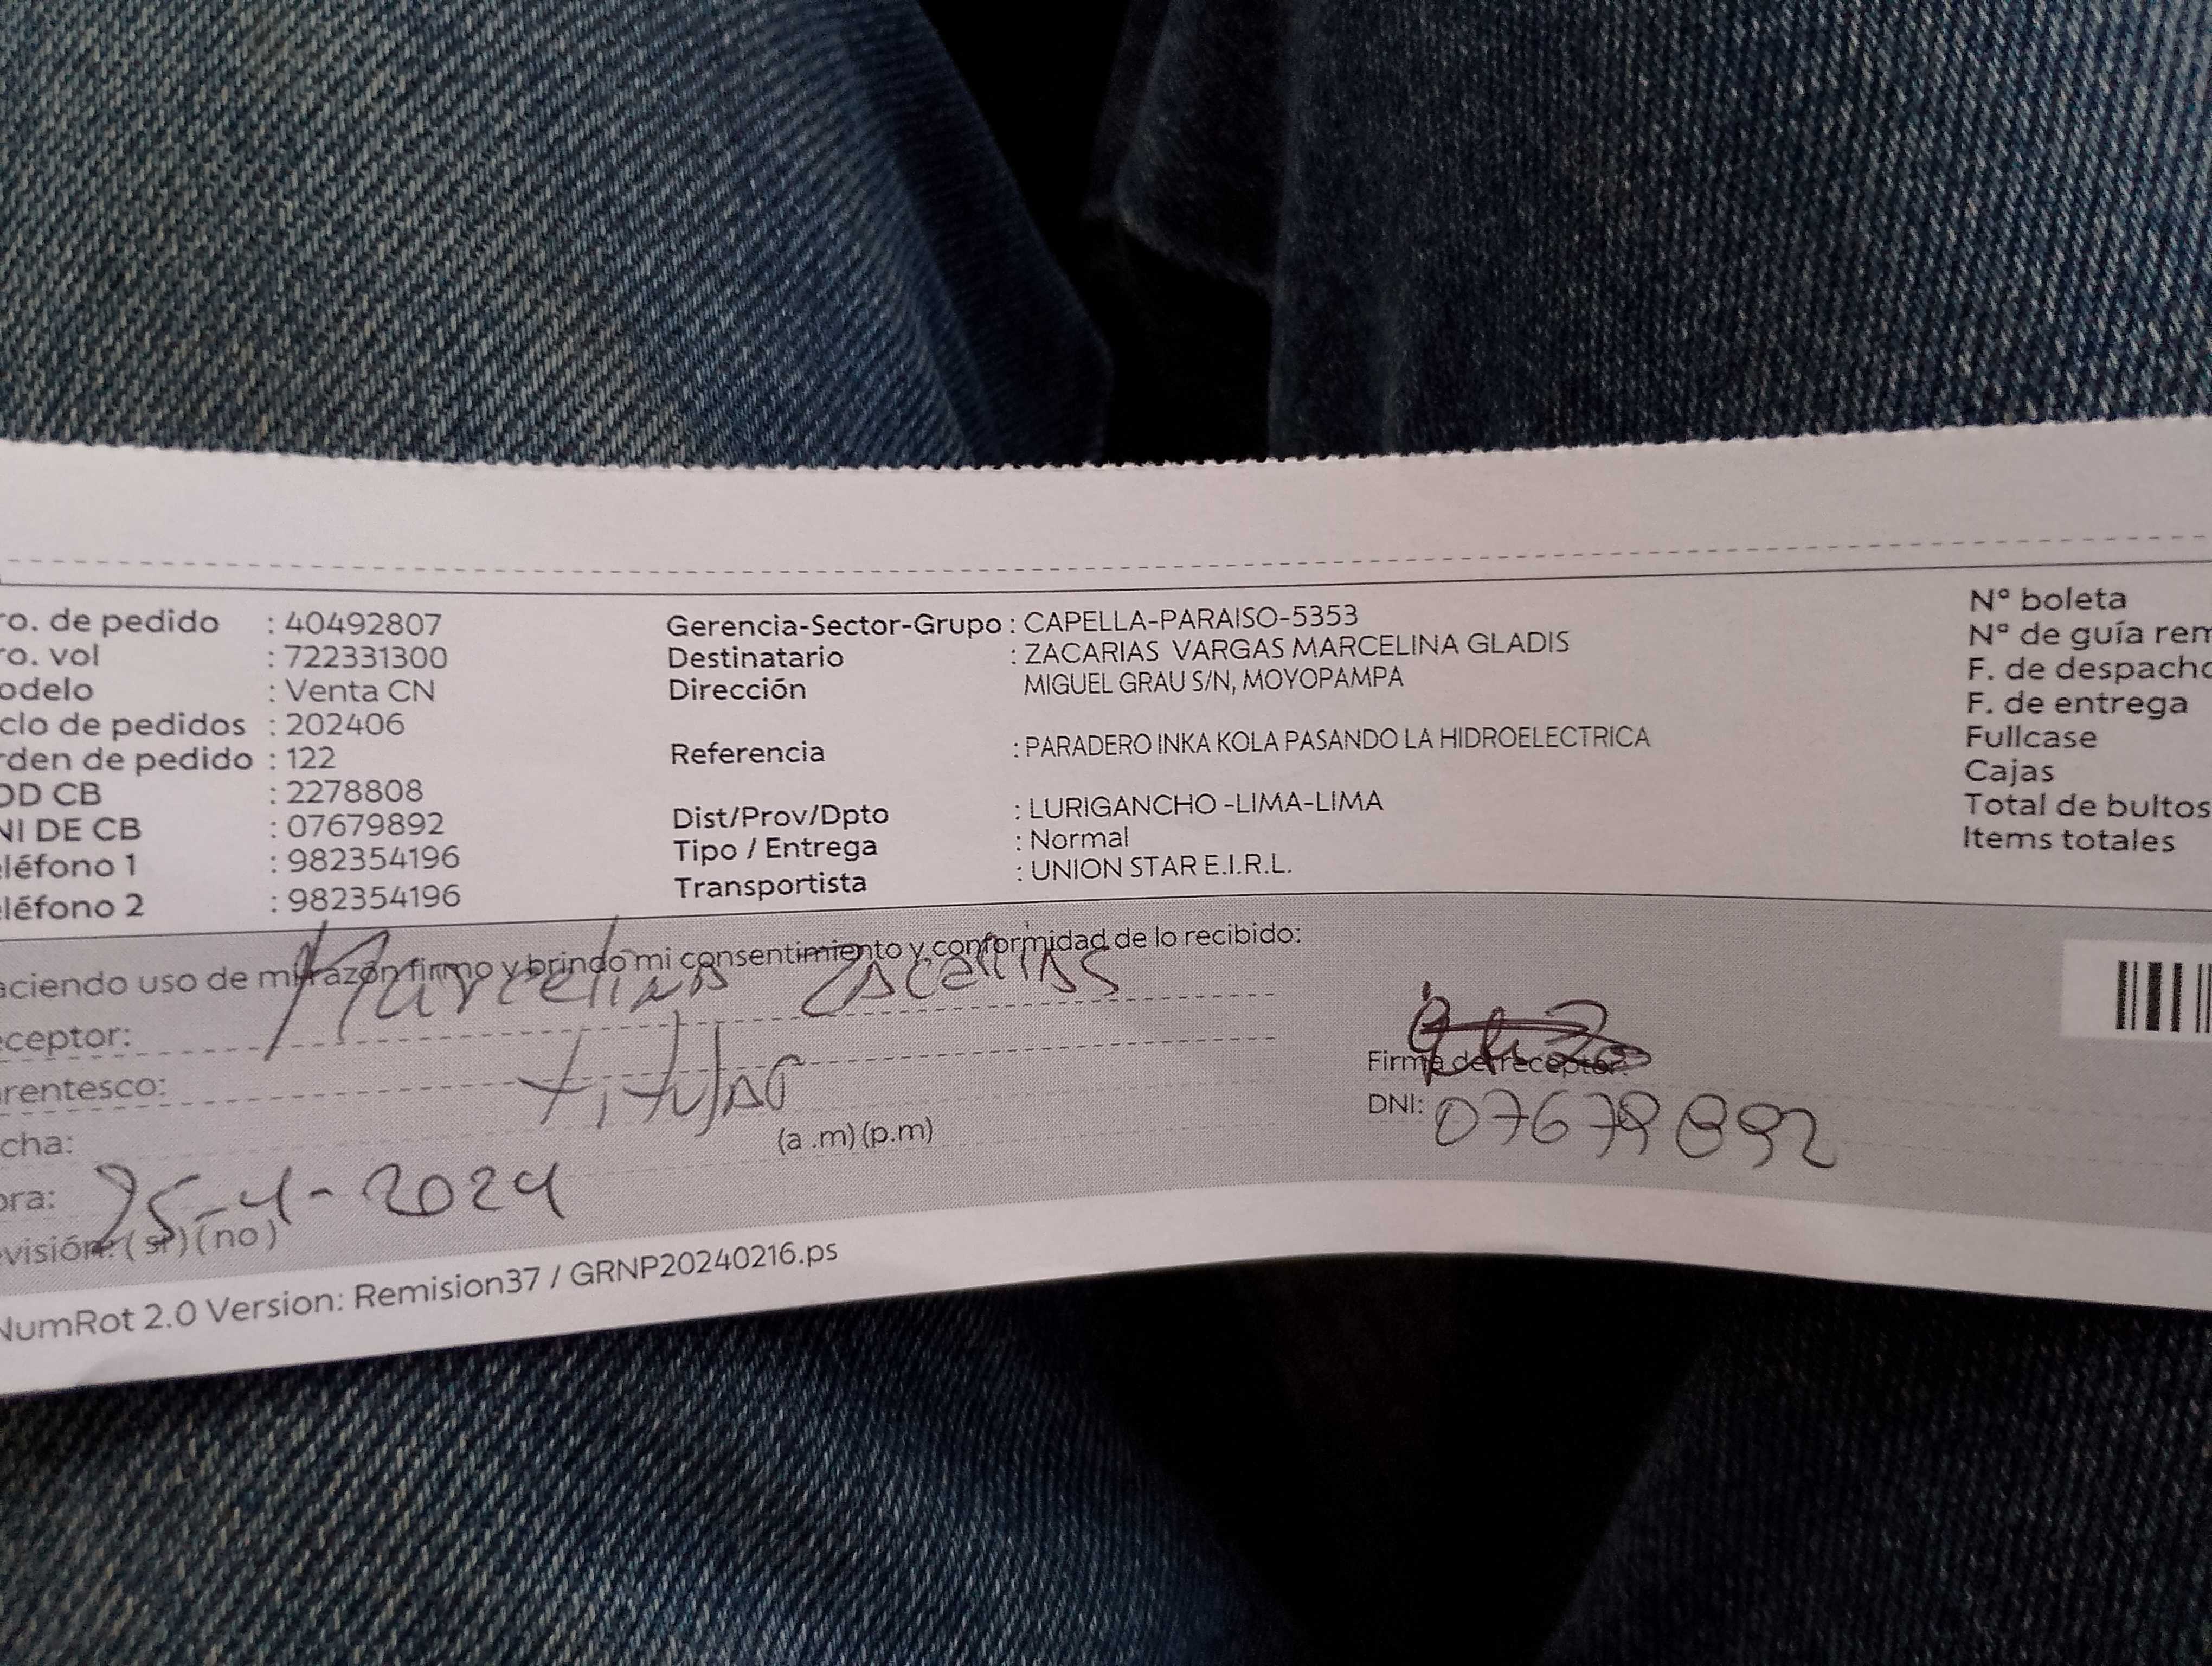 ro. de pedido : 40492807
ro. vol : 722331300
odelo : Venta CN
clo de pedidos : 202406
rden de pedido : 122
OD CB : 2278808
NI DE CB : 07679892
eléfono 1 : 982354196
eléfono 2 : 982354196
Gerencia-Sector-Grupo : CAPELLA-PARAISO-5353
Destinatario : ZACARIAS VARGAS MARCELINA GLADIS
Dirección MIGUEL GRAU S/N, MOYOPAMPA
Referencia : PARADERO INKA KOLA PASANDO LA HIDROELECTRICA
Dist/Prov/Dpto : LURIGANCHO -LIMA-LIMA
Tipo / Entrega : Normal
Transportista : UNION STAR E.I.R.L.
Nº boleta
Nº de guía rem
F. de despacho
F. de entrega
Fullcase
Cajas
Total de bultos
Items totales
aciendo uso de mi razón firmo y brindo mi consentimiento y conformidad de lo recibido:
eceptor: Marcelina Zacarias
arentesco: titular
Firma del receptor:
DNI: 07679892
cha:
(a .m) (p.m)
ora: 25-4-2024
evisión: ( si ) ( no )
NumRot 2.0 Version: Remision37 / GRNP20240216.ps